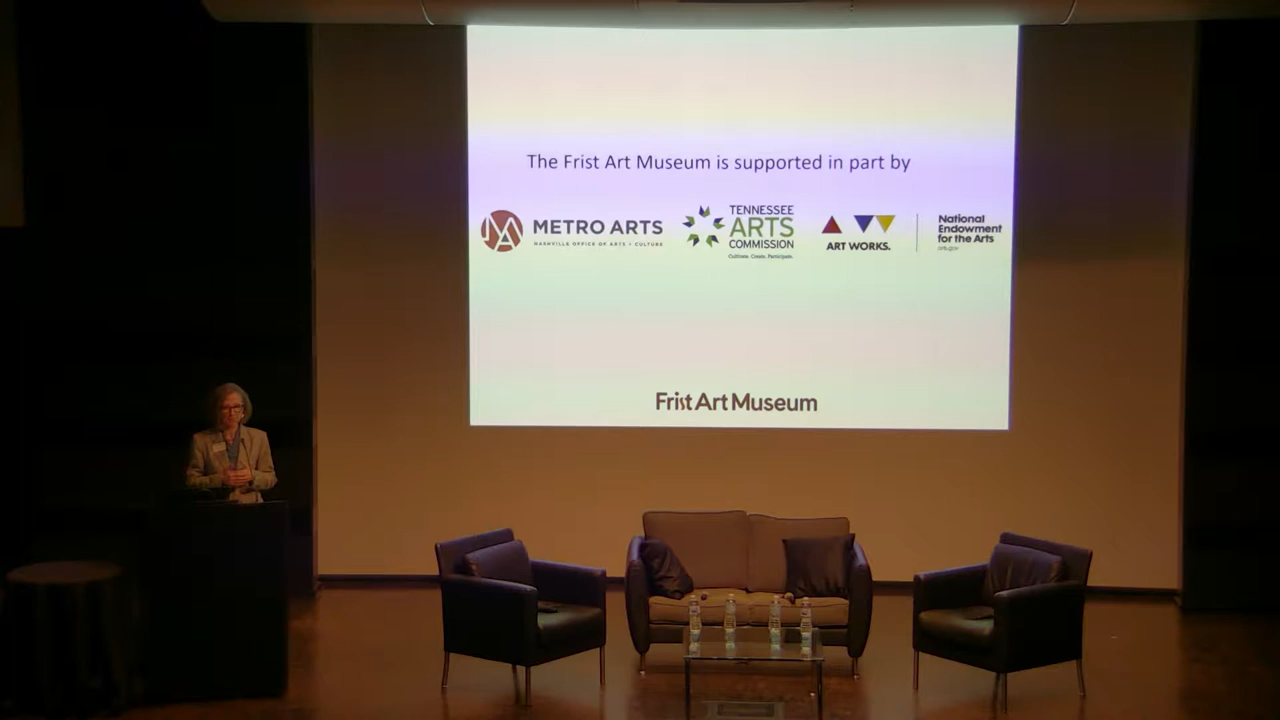 The Frist Art Museum is supported in part by
METRO ARTS
NASHVILLE OFFICE OF ARTS + CULTURE
TENNESSEE
ARTS
COMMISSION
Cultivate. Create. Participate.
ART WORKS.
National
Endowment
for the Arts
arts.gov
Frist Art Museum